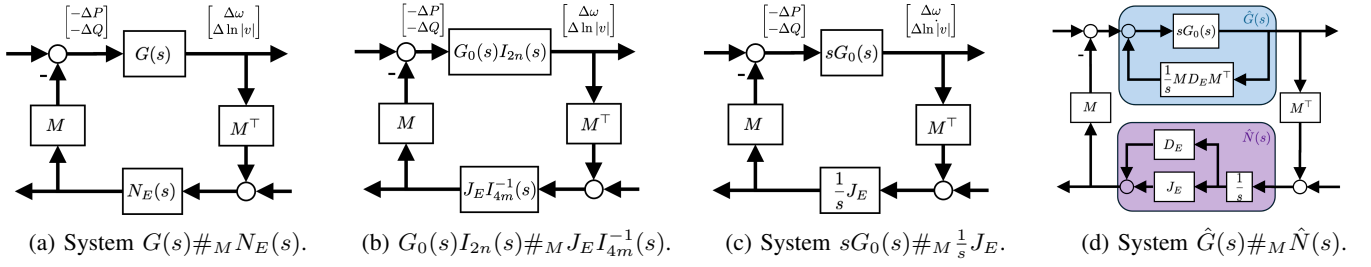 [−ΔP −ΔQ]
[Δω Δ ln |v|]
G(s)
-
M
M⊤
N_E(s)
(a) System G(s)#_M N_E(s).
[−ΔP −ΔQ]
[Δω Δ ln |v|]
G_0(s)I_{2n}(s)
-
M
M⊤
J_E I_{4m}^{-1}(s)
(b) G_0(s)I_{2n}(s)#_M J_E I_{4m}^{-1}(s).
[−ΔP −ΔQ]
[Δω Δl̇n |v|]
sG_0(s)
-
M
M⊤
1/s J_E
(c) sG_0(s)#_M 1/s J_E.
Ĝ(s)
sG_0(s)
-
1/s M D_E M⊤
M
M⊤
N̂(s)
D_E
J_E
1/s
(d) System Ĝ(s)#_M N̂(s).